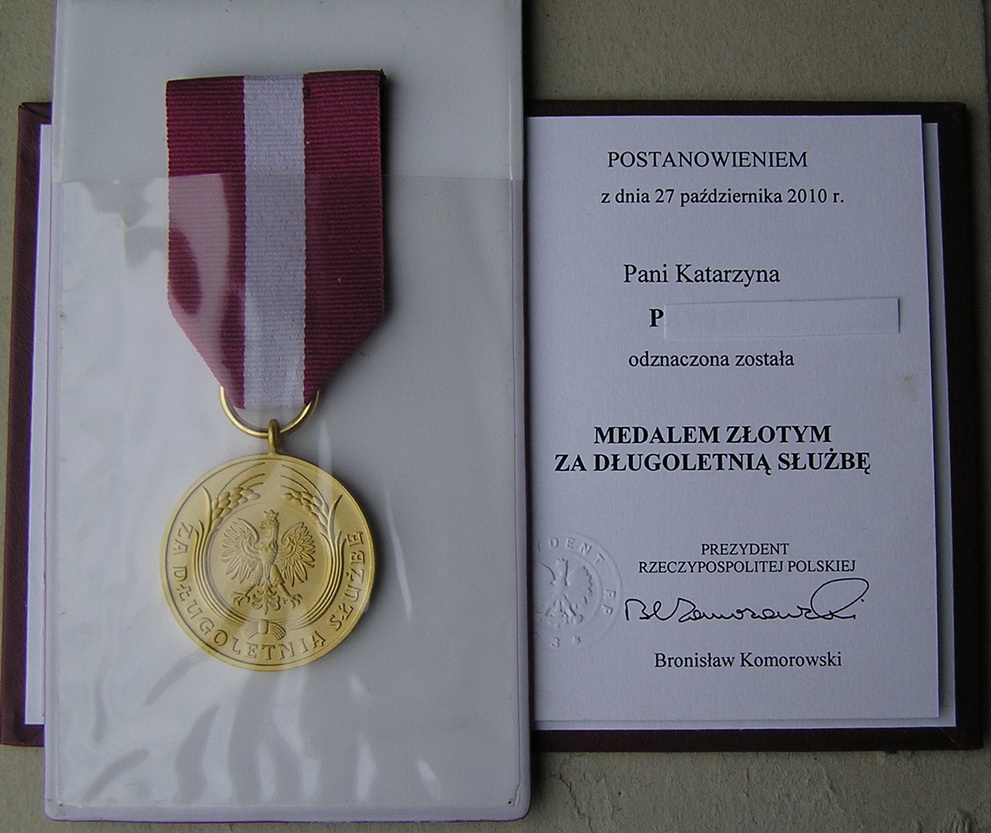 ZA DŁUGOLETNIĄ SŁUŻBĘ
POSTANOWIENIEM
z dnia 27 października 2010 r.
Pani Katarzyna
P
odznaczona została
MEDALEM ZŁOTYM
ZA DŁUGOLETNIĄ SŁUŻBĘ
PREZYDENT
RZECZYPOSPOLITEJ POLSKIEJ
Bronisław Komorowski